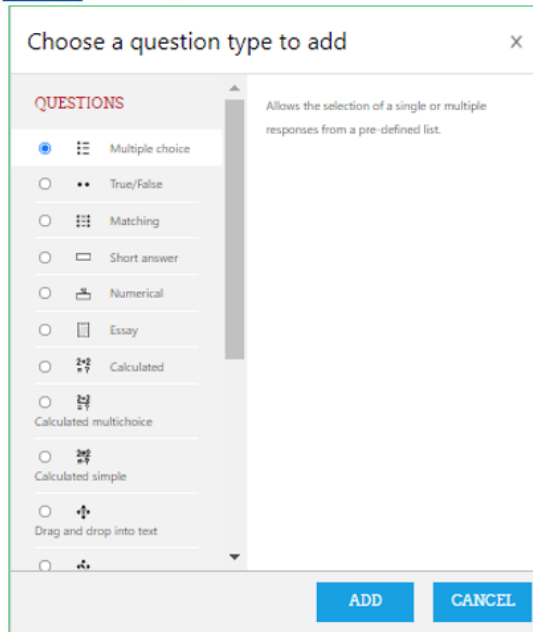 Choose a question type to add
×
QUESTIONS
Allows the selection of a single or multiple
responses from a pre-defined list.
Multiple choice
True/False
Matching
Short answer
Numerical
Essay
Calculated
Calculated multichoice
Calculated simple
Drag and drop into text
ADD
CANCEL